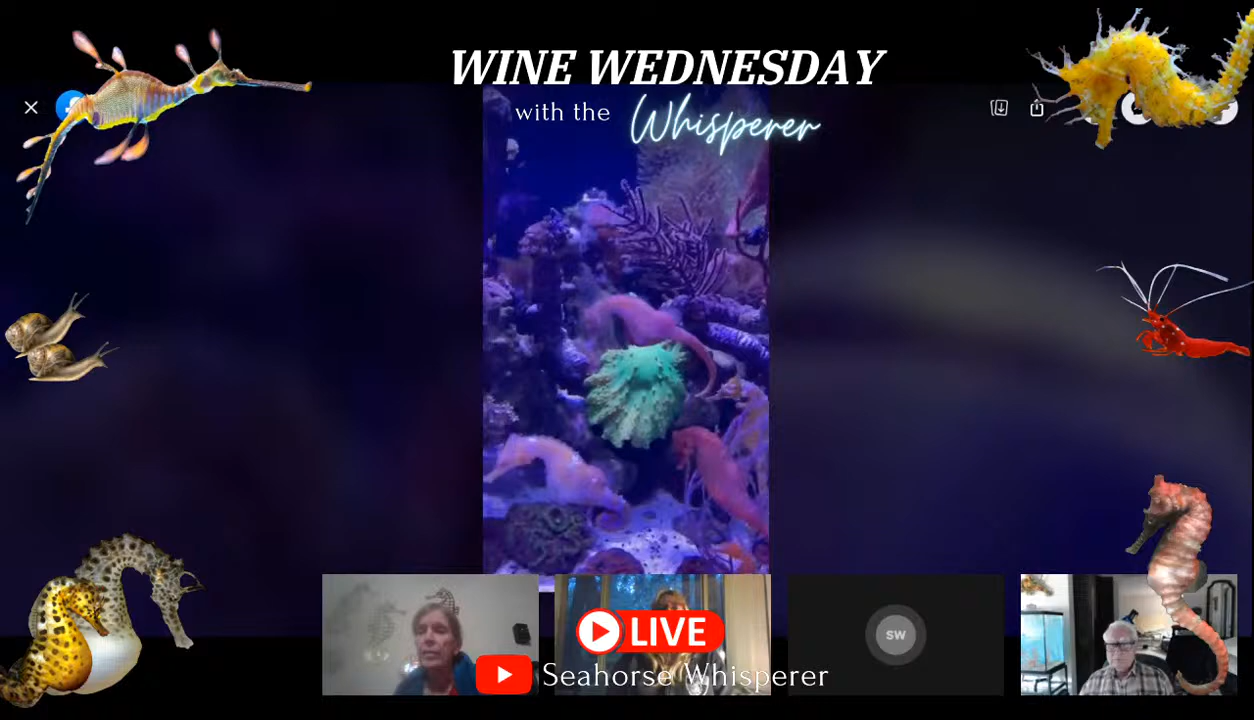 WINE WEDNESDAY
with the Whisperer
SW
LIVE
Seahorse Whisperer